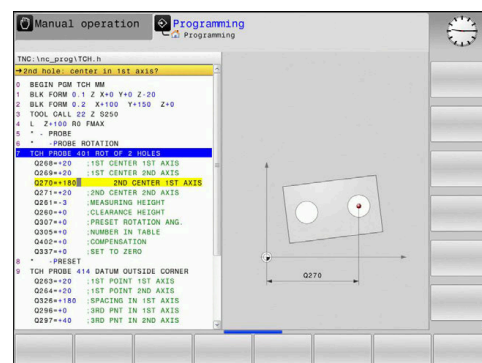 Manual operation
Programming
Programming
TNC:\nc_prog\TCH.h
→2nd hole: center in 1st axis?
0 BEGIN PGM TCH MM
1 BLK FORM 0.1 Z X+0 Y+0 Z-20
2 BLK FORM 0.2 X+100 Y+150 Z+0
3 TOOL CALL 22 Z S250
4 L Z+100 R0 FMAX
5 * - PROBE
6 * -PROBE ROTATION
7 TCH PROBE 401 ROT OF 2 HOLES
Q268=+20 ;1ST CENTER 1ST AXIS
Q269=+20 ;1ST CENTER 2ND AXIS
Q270=+180 2ND CENTER 1ST AXIS
Q271=+20 ;2ND CENTER 2ND AXIS
Q261=-3 ;MEASURING HEIGHT
Q260=+0 ;CLEARANCE HEIGHT
Q307=+0 ;PRESET ROTATION ANG.
Q305=+0 ;NUMBER IN TABLE
Q402=+0 ;COMPENSATION
Q337=+0 ;SET TO ZERO
8 * -PRESET
9 TCH PROBE 414 DATUM OUTSIDE CORNER
Q263=+20 ;1ST POINT 1ST AXIS
Q264=+20 ;1ST POINT 2ND AXIS
Q326=+180 ;SPACING IN 1ST AXIS
Q296=+0 ;3RD PNT IN 1ST AXIS
Q297=+40 ;3RD PNT IN 2ND AXIS
Q270